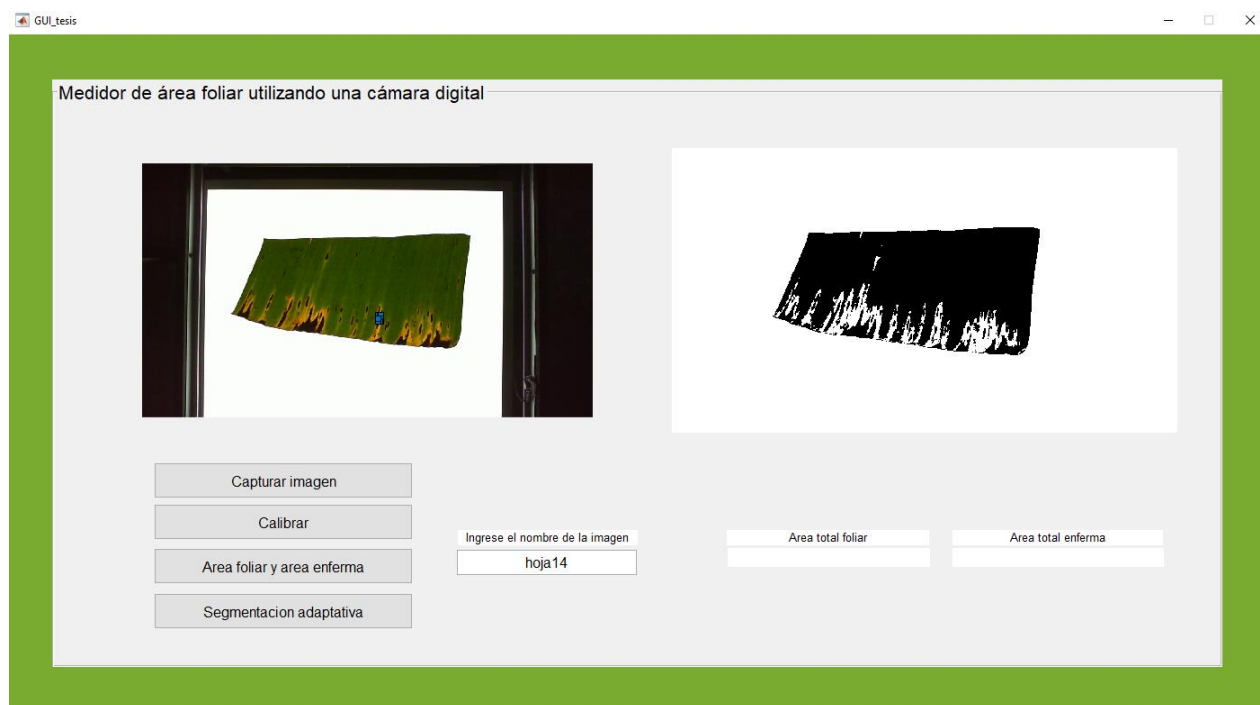 GUI_tesis
Medidor de área foliar utilizando una cámara digital
Capturar imagen
Calibrar
Area foliar y area enferma
Segmentacion adaptativa
Ingrese el nombre de la imagen
hoja14
Area total foliar
Area total enferma